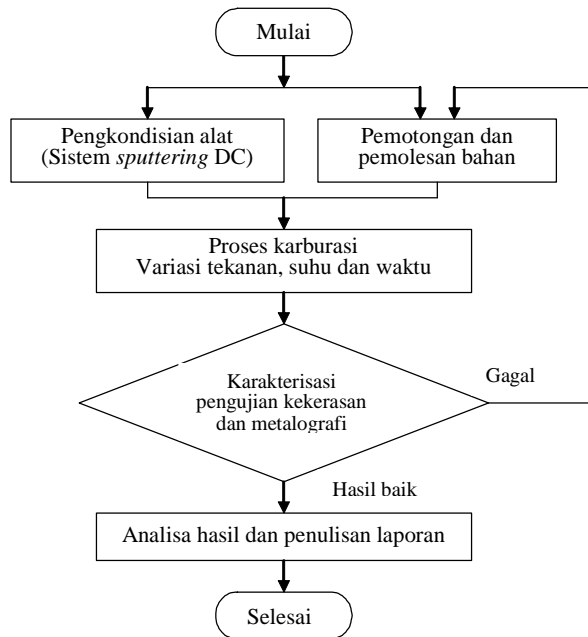 Mulai
Pengkondisian alat
(Sistem sputtering DC)
Pemotongan dan
pemolesan bahan
Proses karburasi
Variasi tekanan, suhu dan waktu
Karakterisasi
pengujian kekerasan
dan metalografi
Gagal
Hasil baik
Analisa hasil dan penulisan laporan
Selesai